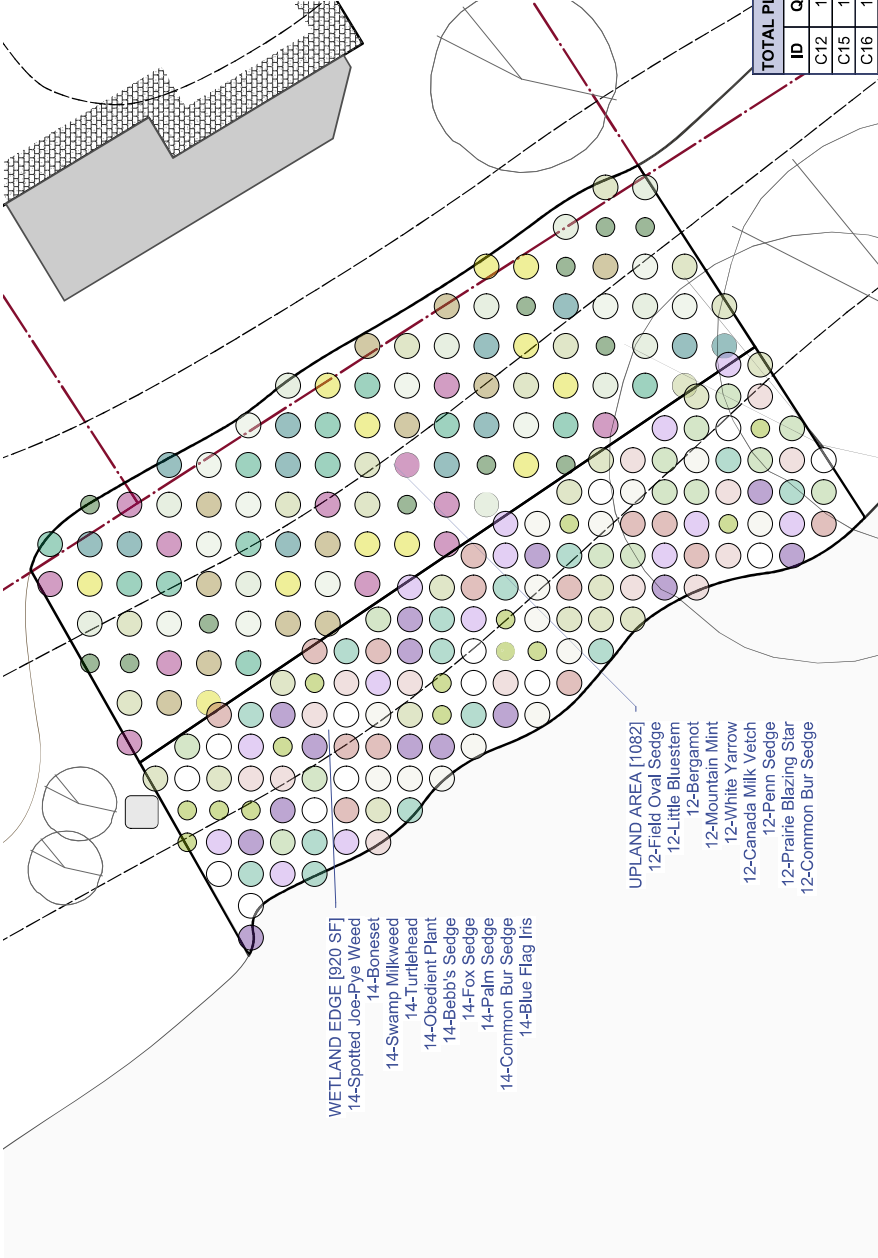 TOTAL PL
ID Q
C12 1
C15 1
C16 1
UPLAND AREA [1082]
12-Field Oval Sedge
12-Little Bluestem
12-Bergamot
12-Mountain Mint
12-White Yarrow
12-Canada Milk Vetch
12-Penn Sedge
12-Prairie Blazing Star
12-Common Bur Sedge
WETLAND EDGE [920 SF]
14-Spotted Joe-Pye Weed
14-Boneset
14-Swamp Milkweed
14-Turtlehead
14-Obedient Plant
14-Bebb's Sedge
14-Fox Sedge
14-Palm Sedge
14-Common Bur Sedge
14-Blue Flag Iris